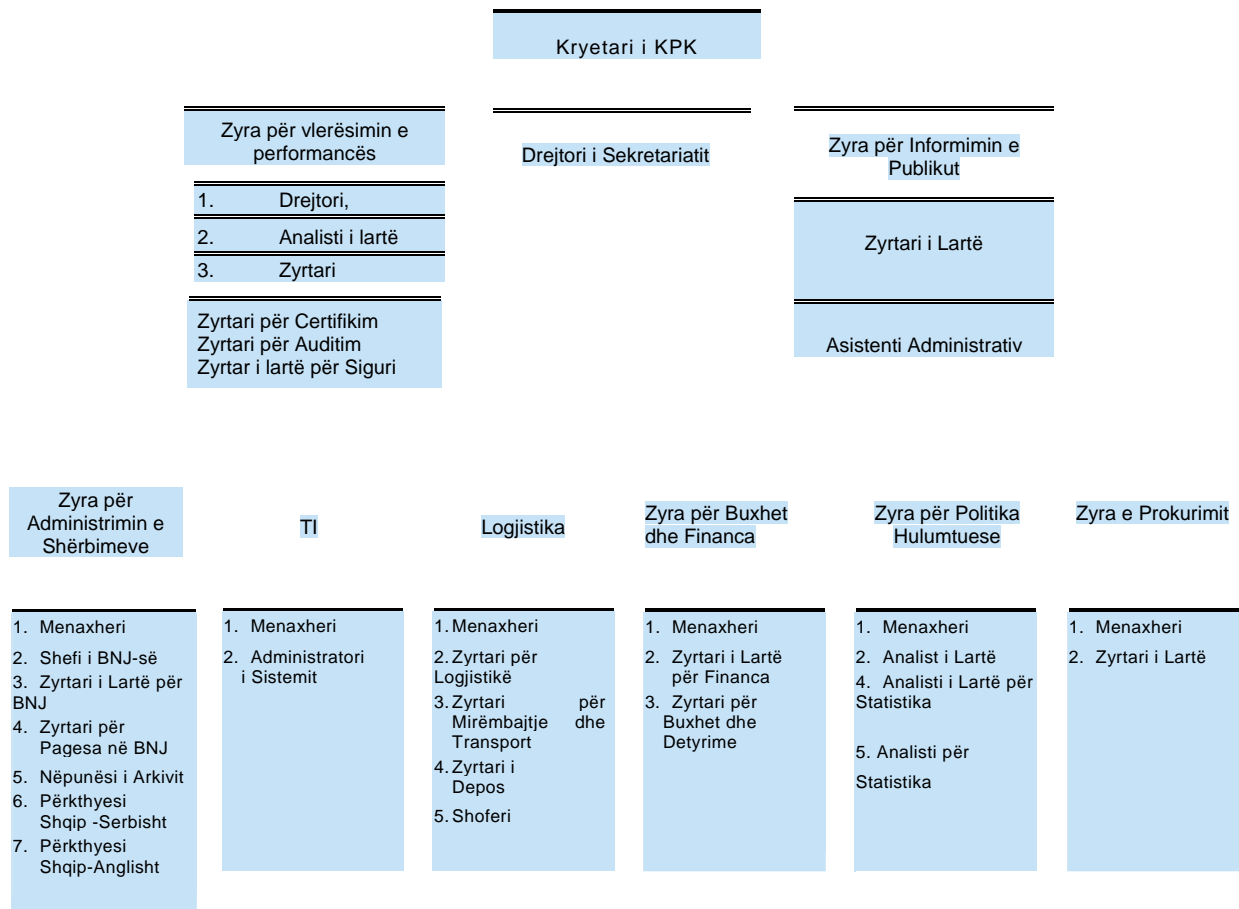 Kryetari i KPK
Zyra për vlerësimin e
performancës
1. Drejtori,
2. Analisti i lartë
3. Zyrtari
Zyrtari për Certifikim
Zyrtari për Auditim
Zyrtar i lartë për Siguri
Drejtori i Sekretariatit
Zyra për Informimin e
Publikut
Zyrtari i Lartë
Asistenti Administrativ
Zyra për
Administrimin e
Shërbimeve
1. Menaxheri
2. Shefi i BNJ-së
3. Zyrtari i Lartë për
BNJ
4. Zyrtari për
Pagesa në BNJ
5. Nëpunësi i Arkivit
6. Përkthyesi
Shqip -Serbisht
7. Përkthyesi
Shqip-Anglisht
TI
1. Menaxheri
2. Administratori
i Sistemit
Logjistika
1. Menaxheri
2. Zyrtari për
Logjistikë
3. Zyrtari për
Mirëmbajtje dhe
Transport
4. Zyrtari i
Depos
5. Shoferi
Zyra për Buxhet
dhe Financa
1. Menaxheri
2. Zyrtari i Lartë
për Financa
3. Zyrtari për
Buxhet dhe
Detyrime
Zyra për Politika
Hulumtuese
1. Menaxheri
2. Analist i Lartë
4. Analisti i Lartë për
Statistika
5. Analisti për
Statistika
Zyra e Prokurimit
1. Menaxheri
2. Zyrtari i Lartë